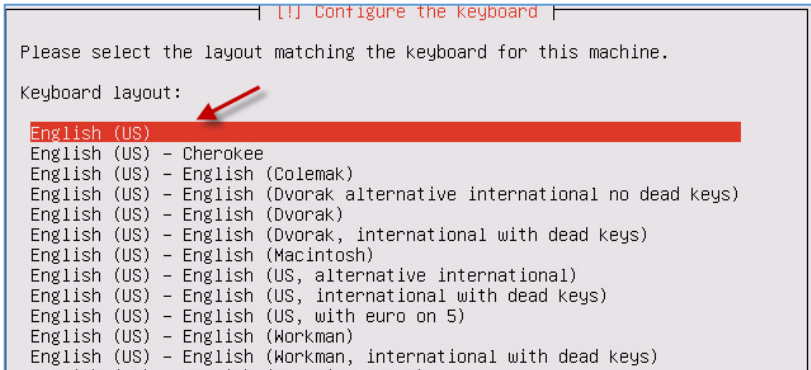 [!] Configure the keyboard
Please select the layout matching the keyboard for this machine.
Keyboard layout:
English (US)
English (US) - Cherokee
English (US) - English (Colemak)
English (US) - English (Dvorak alternative international no dead keys)
English (US) - English (Dvorak)
English (US) - English (Dvorak, international with dead keys)
English (US) - English (Macintosh)
English (US) - English (US, alternative international)
English (US) - English (US, international with dead keys)
English (US) - English (US, with euro on 5)
English (US) - English (Workman)
English (US) - English (Workman, international with dead keys)